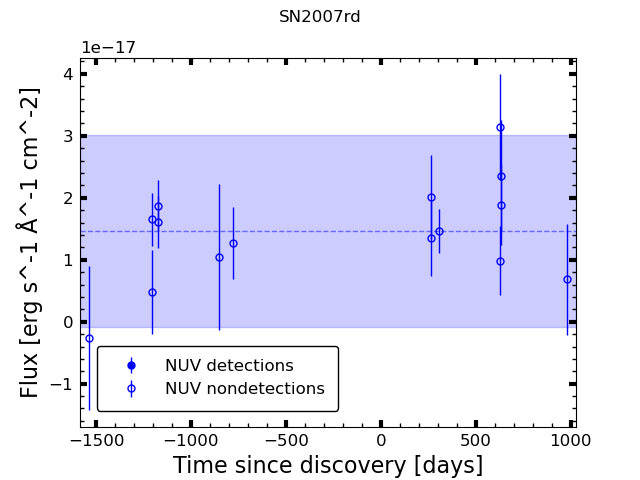 SN2007rd
1e−17
4
3
2
1
0
−1
Flux [erg s^-1 Å^-1 cm^-2]
NUV detections
NUV nondetections
−1500 −1000 −500 0 500 1000
Time since discovery [days]